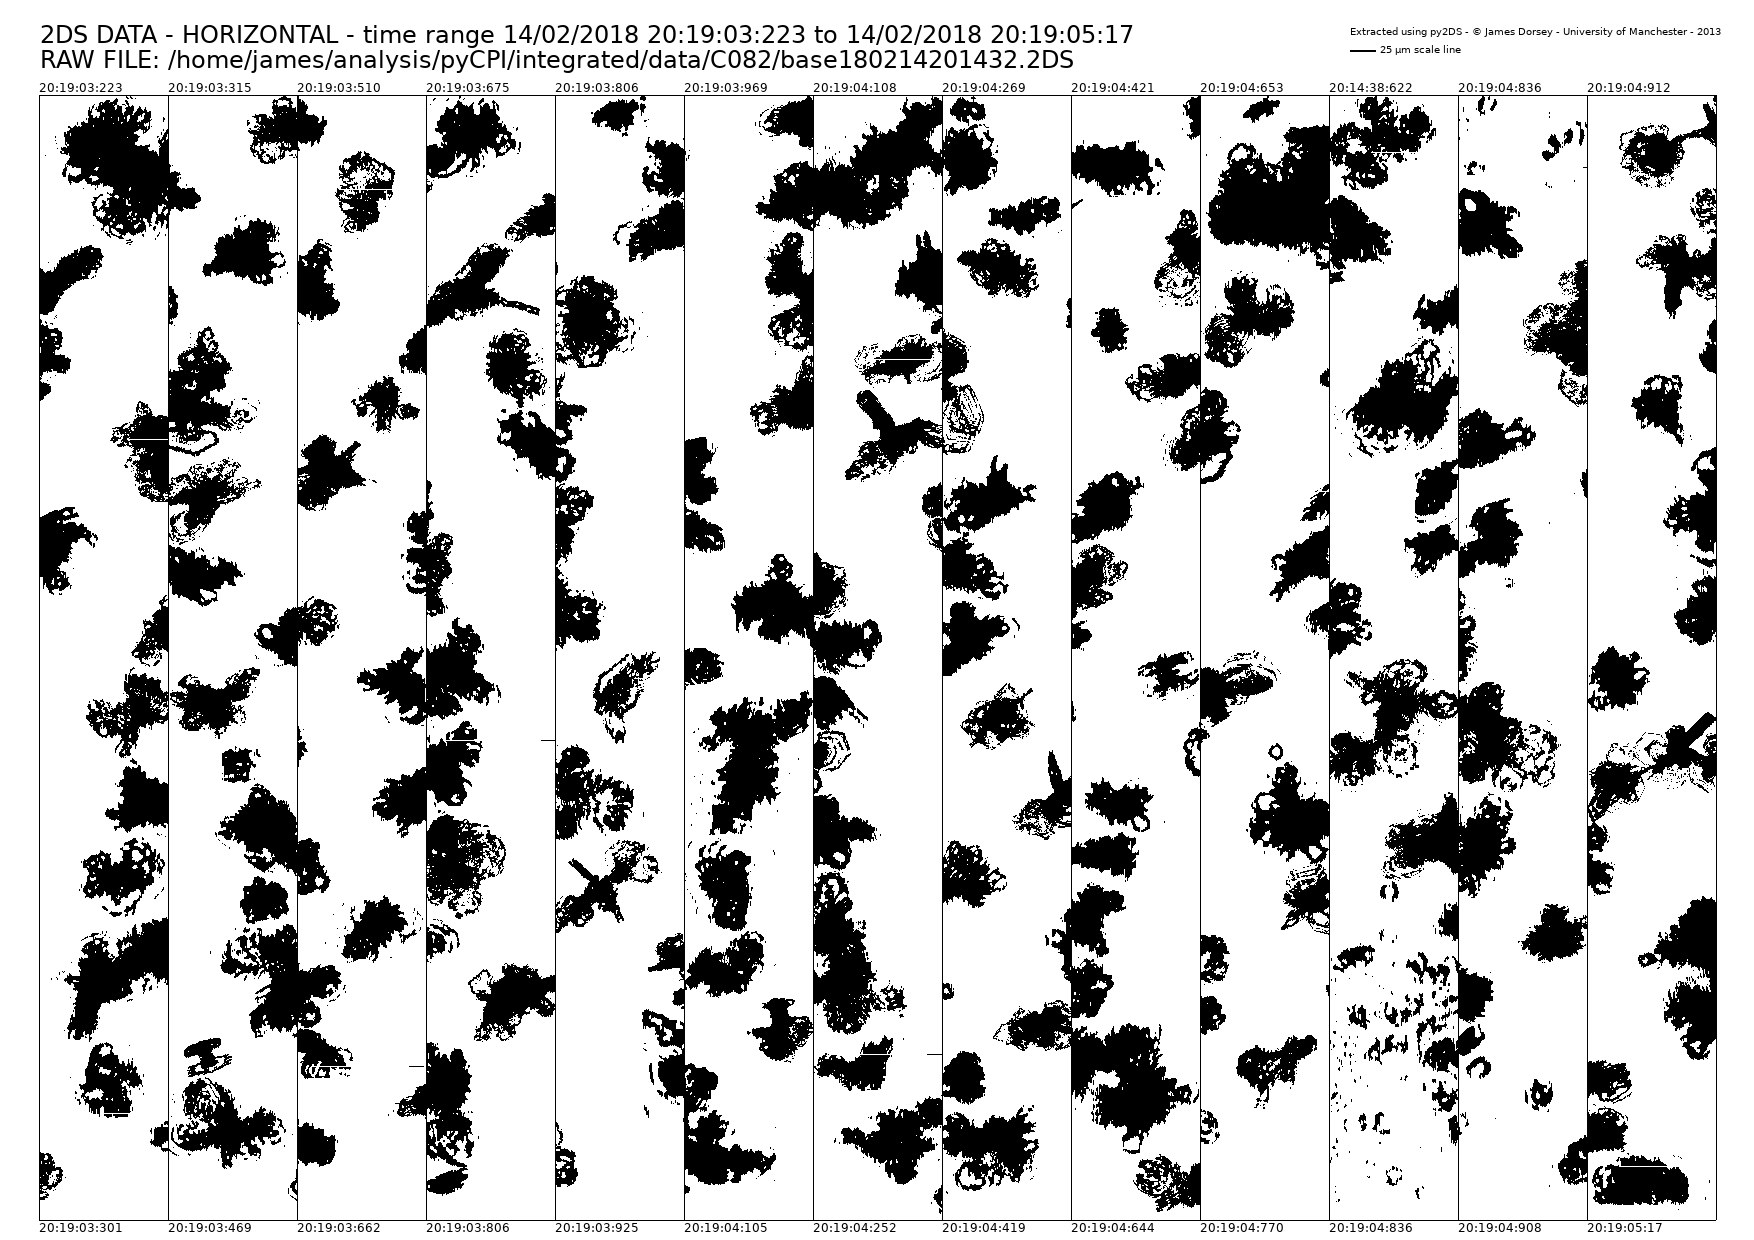 2DS DATA - HORIZONTAL - time range 14/02/2018 20:19:03:223 to 14/02/2018 20:19:05:17
RAW FILE: /home/james/analysis/pyCPI/integrated/data/C082/base180214201432.2DS
Extracted using py2DS - © James Dorsey - University of Manchester - 2013
25 µm scale line
20:19:03:223 20:19:03:315 20:19:03:510 20:19:03:675 20:19:03:806 20:19:03:969 20:19:04:108 20:19:04:269 20:19:04:421 20:19:04:653 20:14:38:622 20:19:04:836 20:19:04:912
20:19:03:301 20:19:03:469 20:19:03:662 20:19:03:806 20:19:03:925 20:19:04:105 20:19:04:252 20:19:04:419 20:19:04:644 20:19:04:770 20:19:04:836 20:19:04:908 20:19:05:17